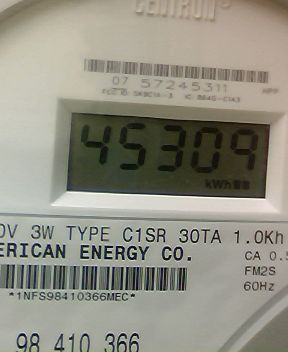 CENTRON®
07 57245311
45309
kWh
0V 3W TYPE C1SR 30TA 1.0Kh
ERICAN ENERGY CO.
CA 0.5
*1NFS98410366MEC*
FM2S
60Hz
98 410 366